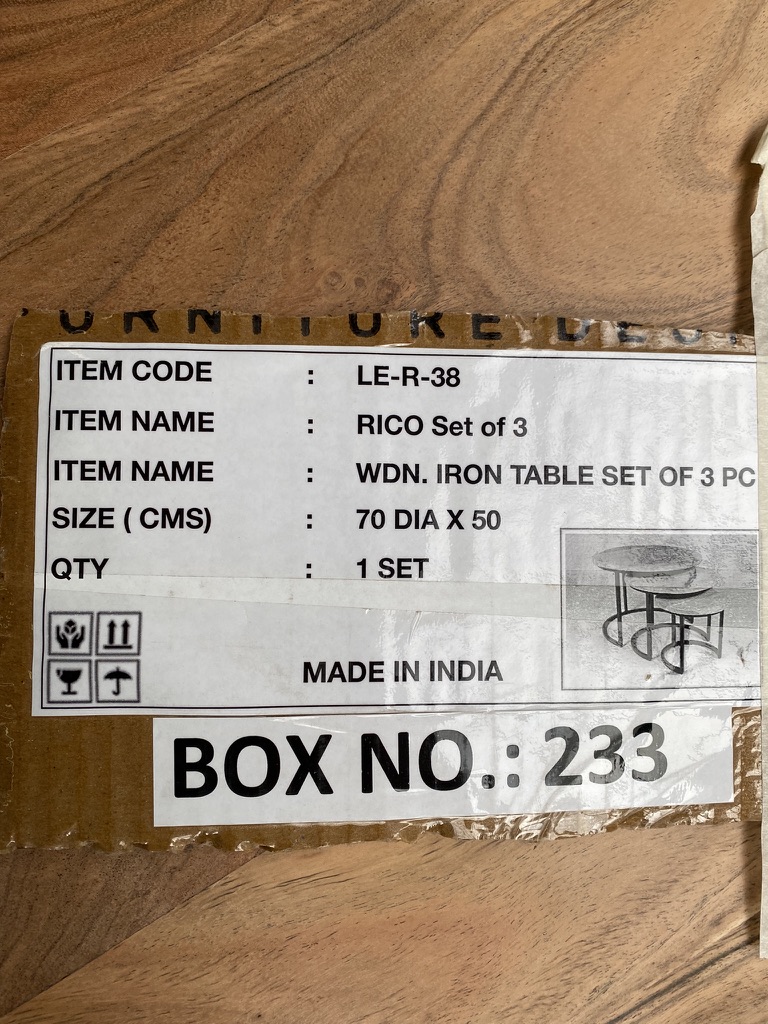 FURNITURE
ITEM CODE : LE-R-38
ITEM NAME : RICO Set of 3
ITEM NAME : WDN. IRON TABLE SET OF 3 PC
SIZE ( CMS) : 70 DIA X 50
QTY : 1 SET
MADE IN INDIA
BOX NO.: 233